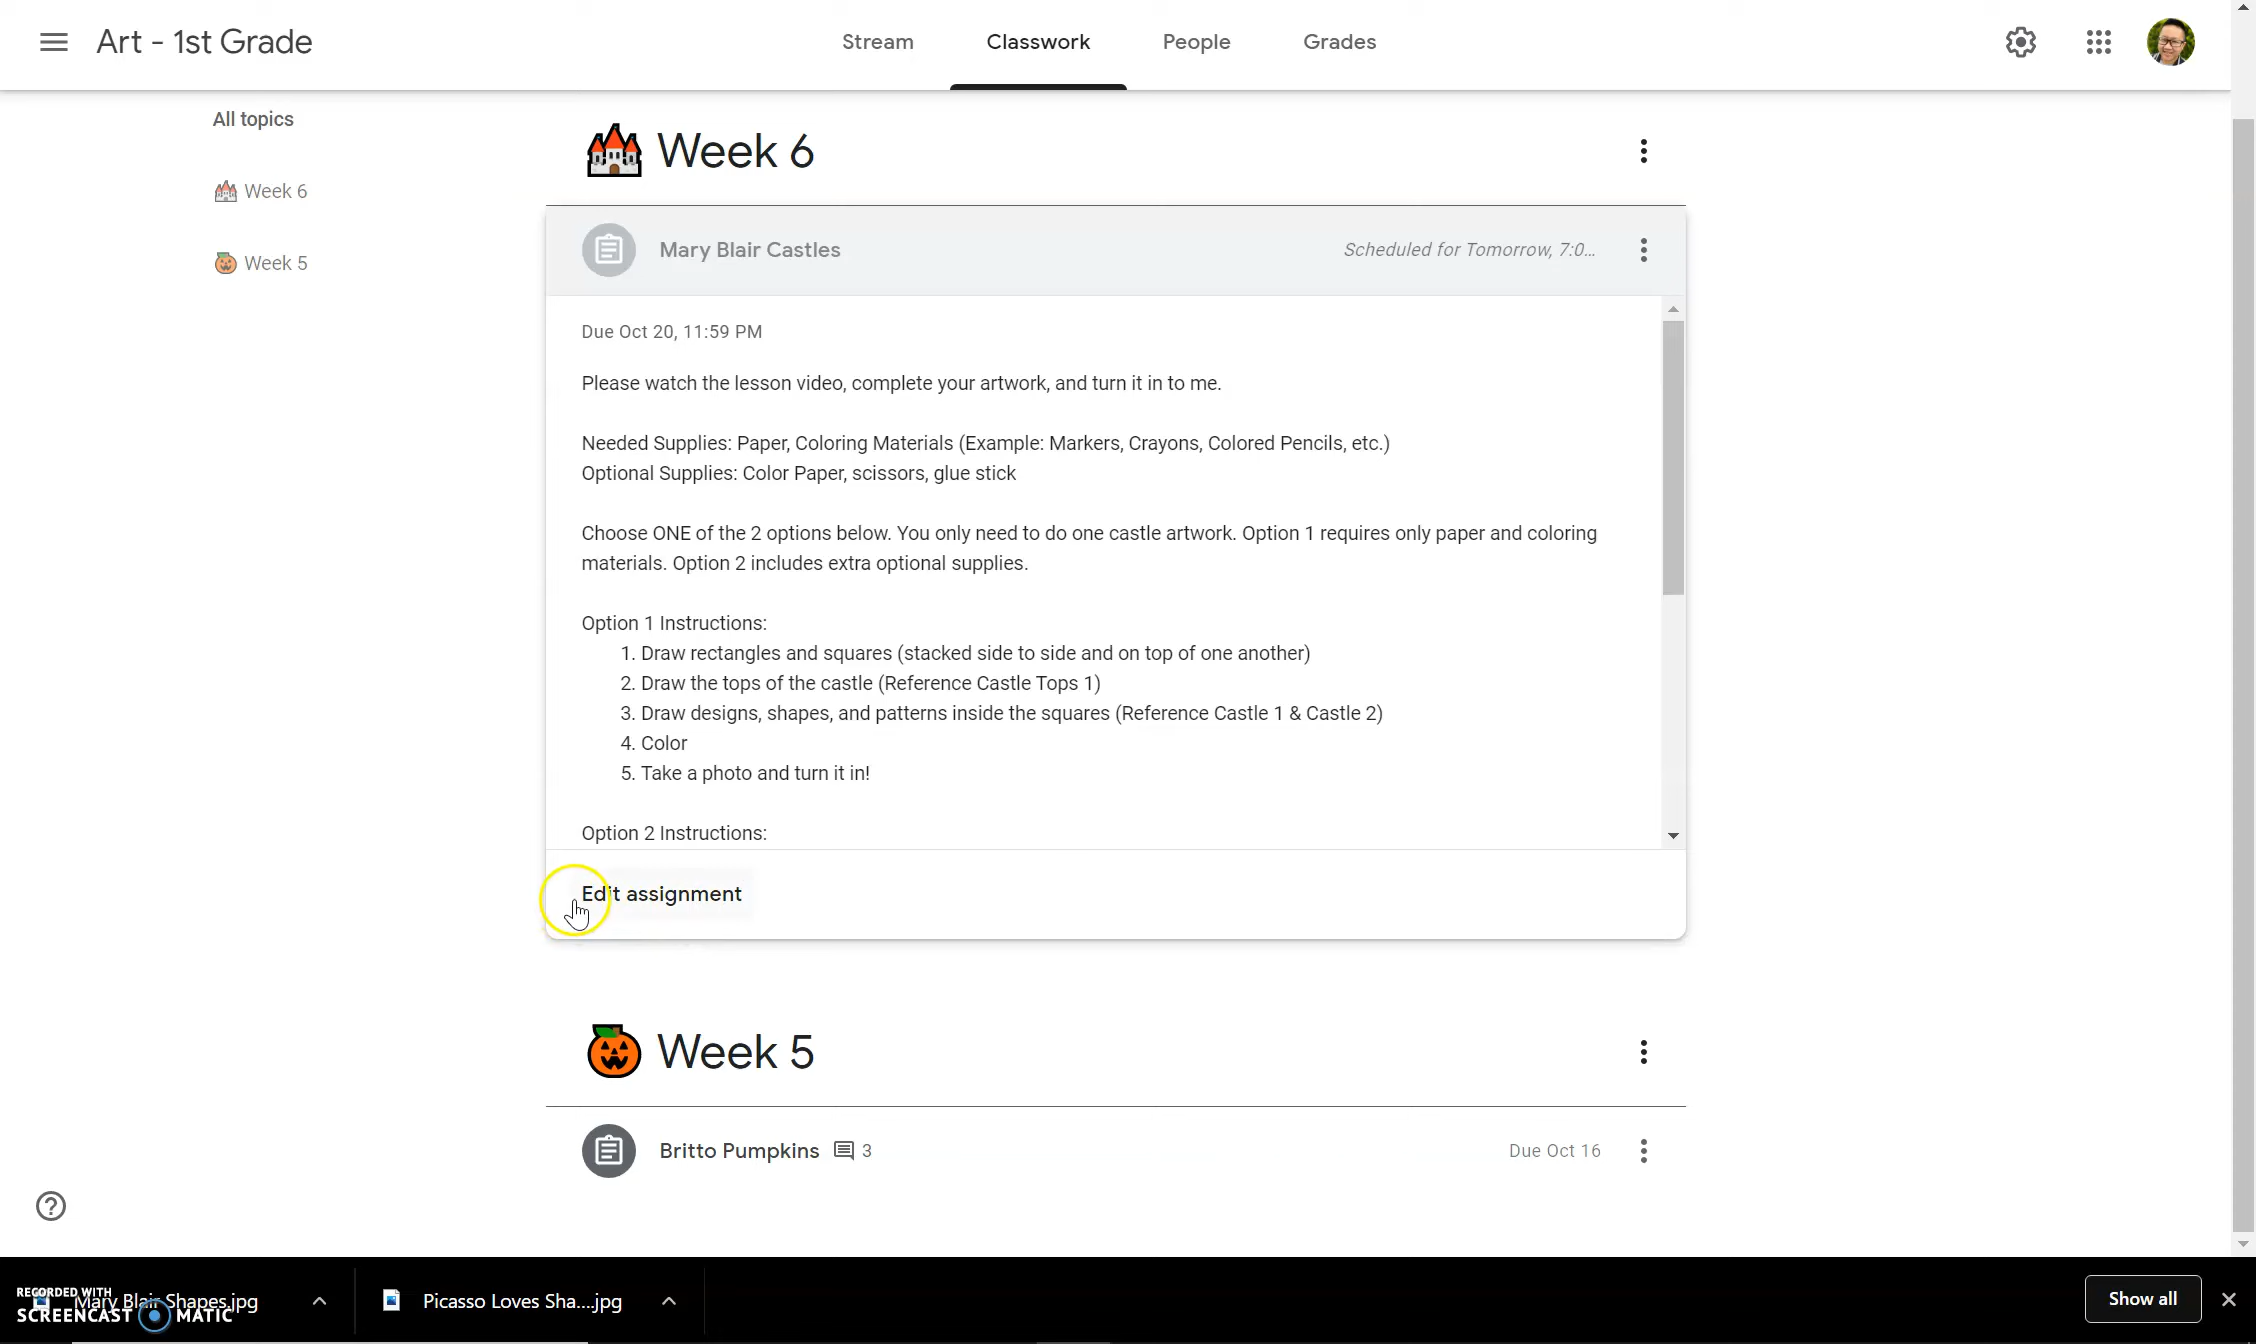 Art - 1st Grade
Stream
Classwork
People
Grades
All topics
Week 6
Week 5
Week 6
Mary Blair Castles
Scheduled for Tomorrow, 7:0...
Due Oct 20, 11:59 PM
Please watch the lesson video, complete your artwork, and turn it in to me.
Needed Supplies: Paper, Coloring Materials (Example: Markers, Crayons, Colored Pencils, etc.)
Optional Supplies: Color Paper, scissors, glue stick
Choose ONE of the 2 options below. You only need to do one castle artwork. Option 1 requires only paper and coloring
materials. Option 2 includes extra optional supplies.
Option 1 Instructions:
1. Draw rectangles and squares (stacked side to side and on top of one another)
2. Draw the tops of the castle (Reference Castle Tops 1)
3. Draw designs, shapes, and patterns inside the squares (Reference Castle 1 & Castle 2)
4. Color
5. Take a photo and turn it in!
Option 2 Instructions:
Edit assignment
Week 5
Britto Pumpkins
3
Due Oct 16
RECORDED WITH
SCREENCAST MATIC
Mary Blair Shapes.jpg
Picasso Loves Sha....jpg
Show all